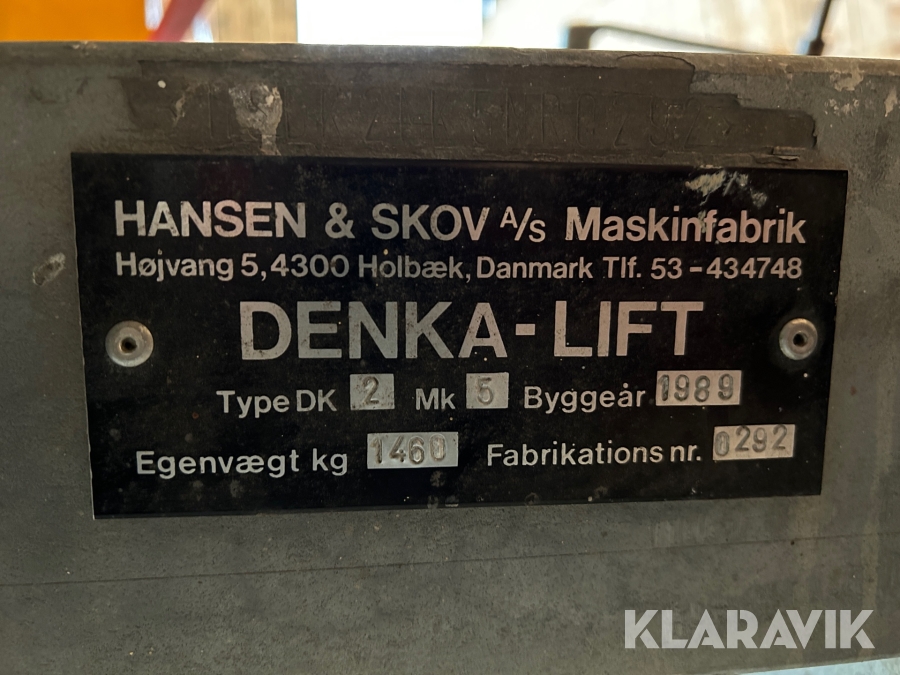 HANSEN & SKOV A/S Maskinfabrik
Højvang 5, 4300 Holbæk, Danmark Tlf. 53-434748
DENKA-LIFT
Type DK 2 Mk 5 Byggeår 1989
Egenvægt kg 1460 Fabrikations nr. 0292
KLARAVIK